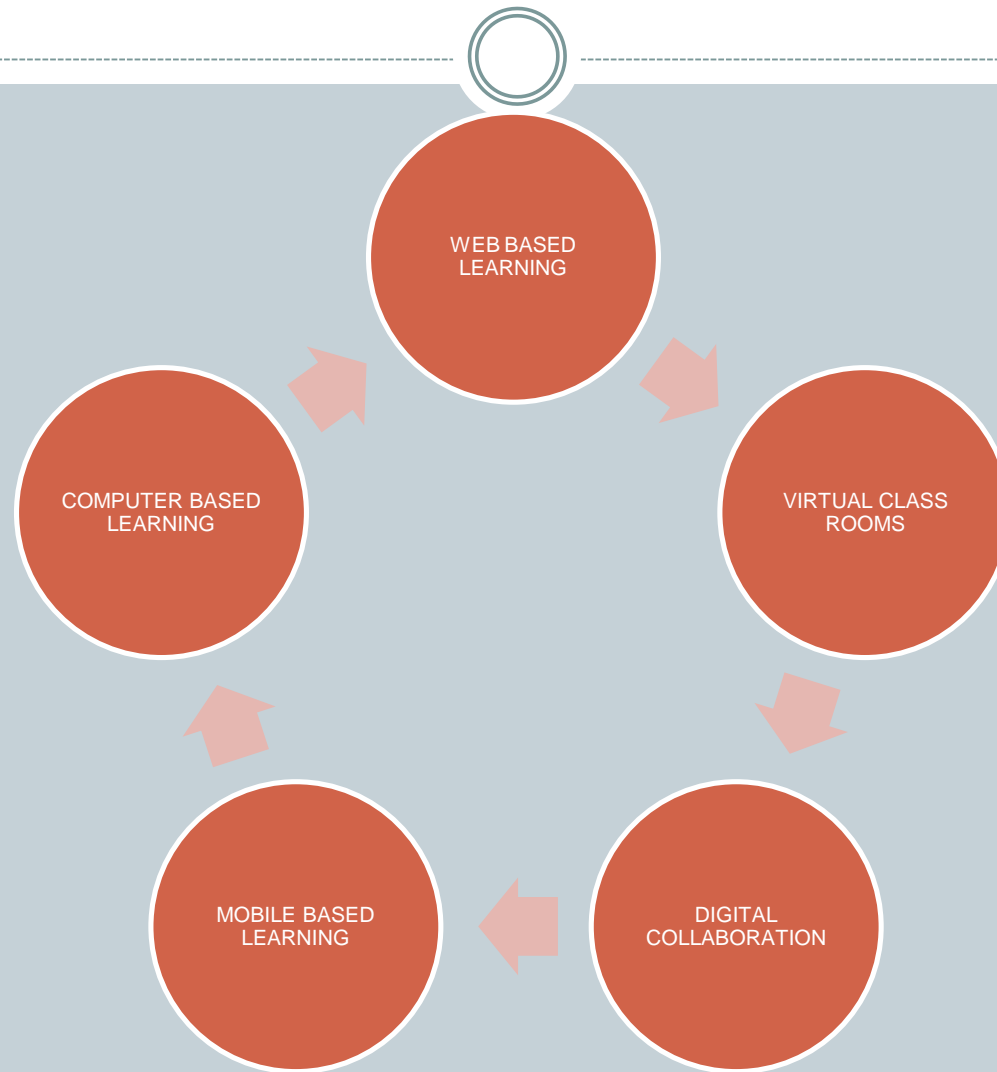 WEB BASED
LEARNING
VIRTUAL CLASS
ROOMS
DIGITAL
COLLABORATION
MOBILE BASED
LEARNING
COMPUTER BASED
LEARNING